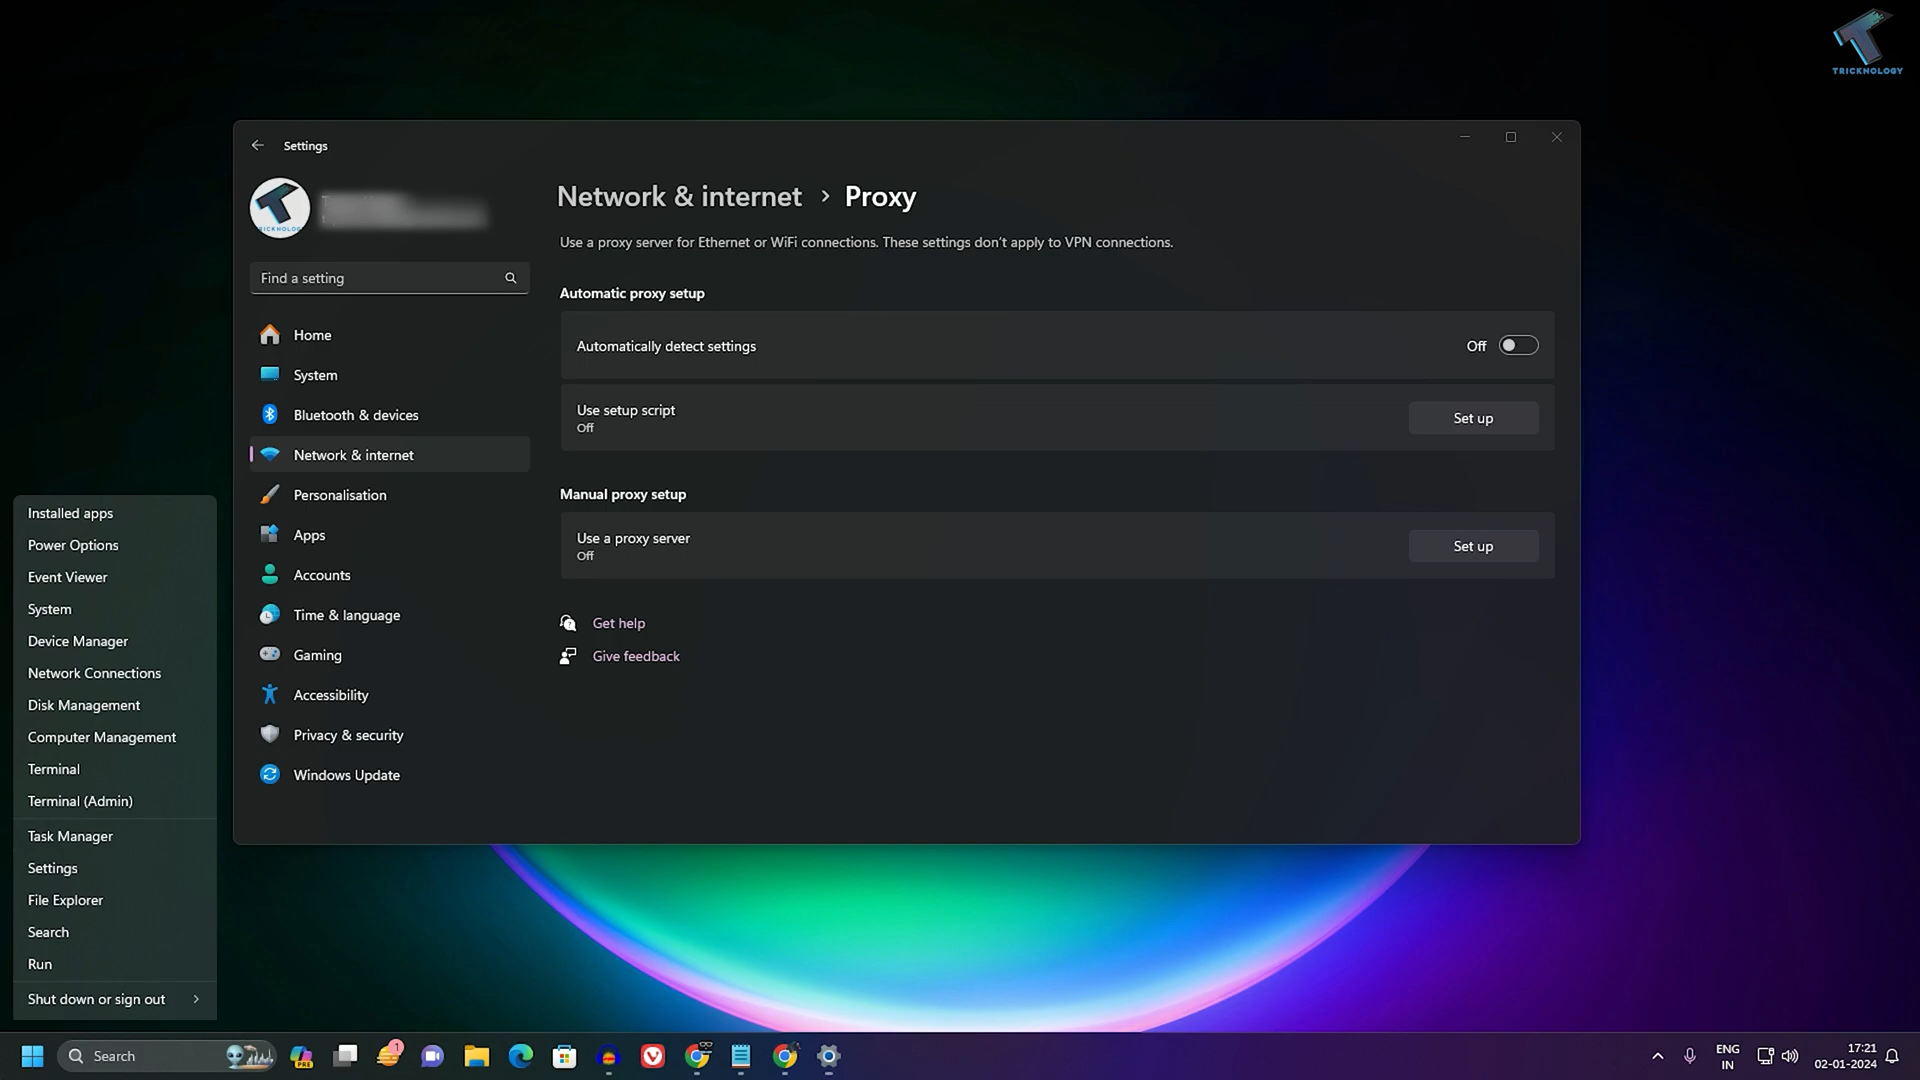 TRICKNOLOGY
Settings
TRICKNOLOGY
Find a setting
Home
System
Bluetooth & devices
Network & internet
Personalisation
Apps
Accounts
Time & language
Gaming
Accessibility
Privacy & security
Windows Update
Network & internet › Proxy
Use a proxy server for Ethernet or WiFi connections. These settings don't apply to VPN connections.
Automatic proxy setup
Automatically detect settings
Off
Use setup script
Off
Set up
Manual proxy setup
Use a proxy server
Off
Set up
Get help
Give feedback
Installed apps
Power Options
Event Viewer
System
Device Manager
Network Connections
Disk Management
Computer Management
Terminal
Terminal (Admin)
Task Manager
Settings
File Explorer
Search
Run
Shut down or sign out
Search
PRE
1
ENG
IN
17:21
02-01-2024